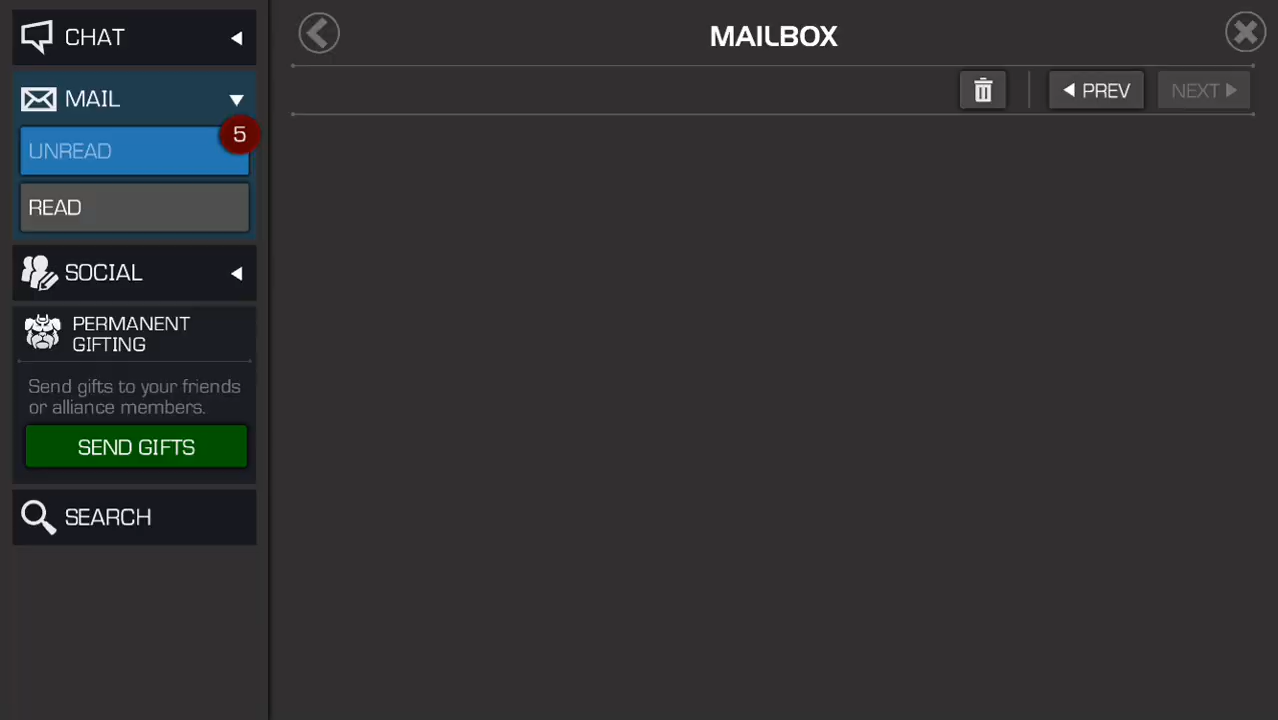 CHAT
MAIL
5
UNREAD
READ
SOCIAL
PERMANENT
GIFTING
Send gifts to your friends
or alliance members.
SEND GIFTS
SEARCH
MAILBOX
PREV
NEXT